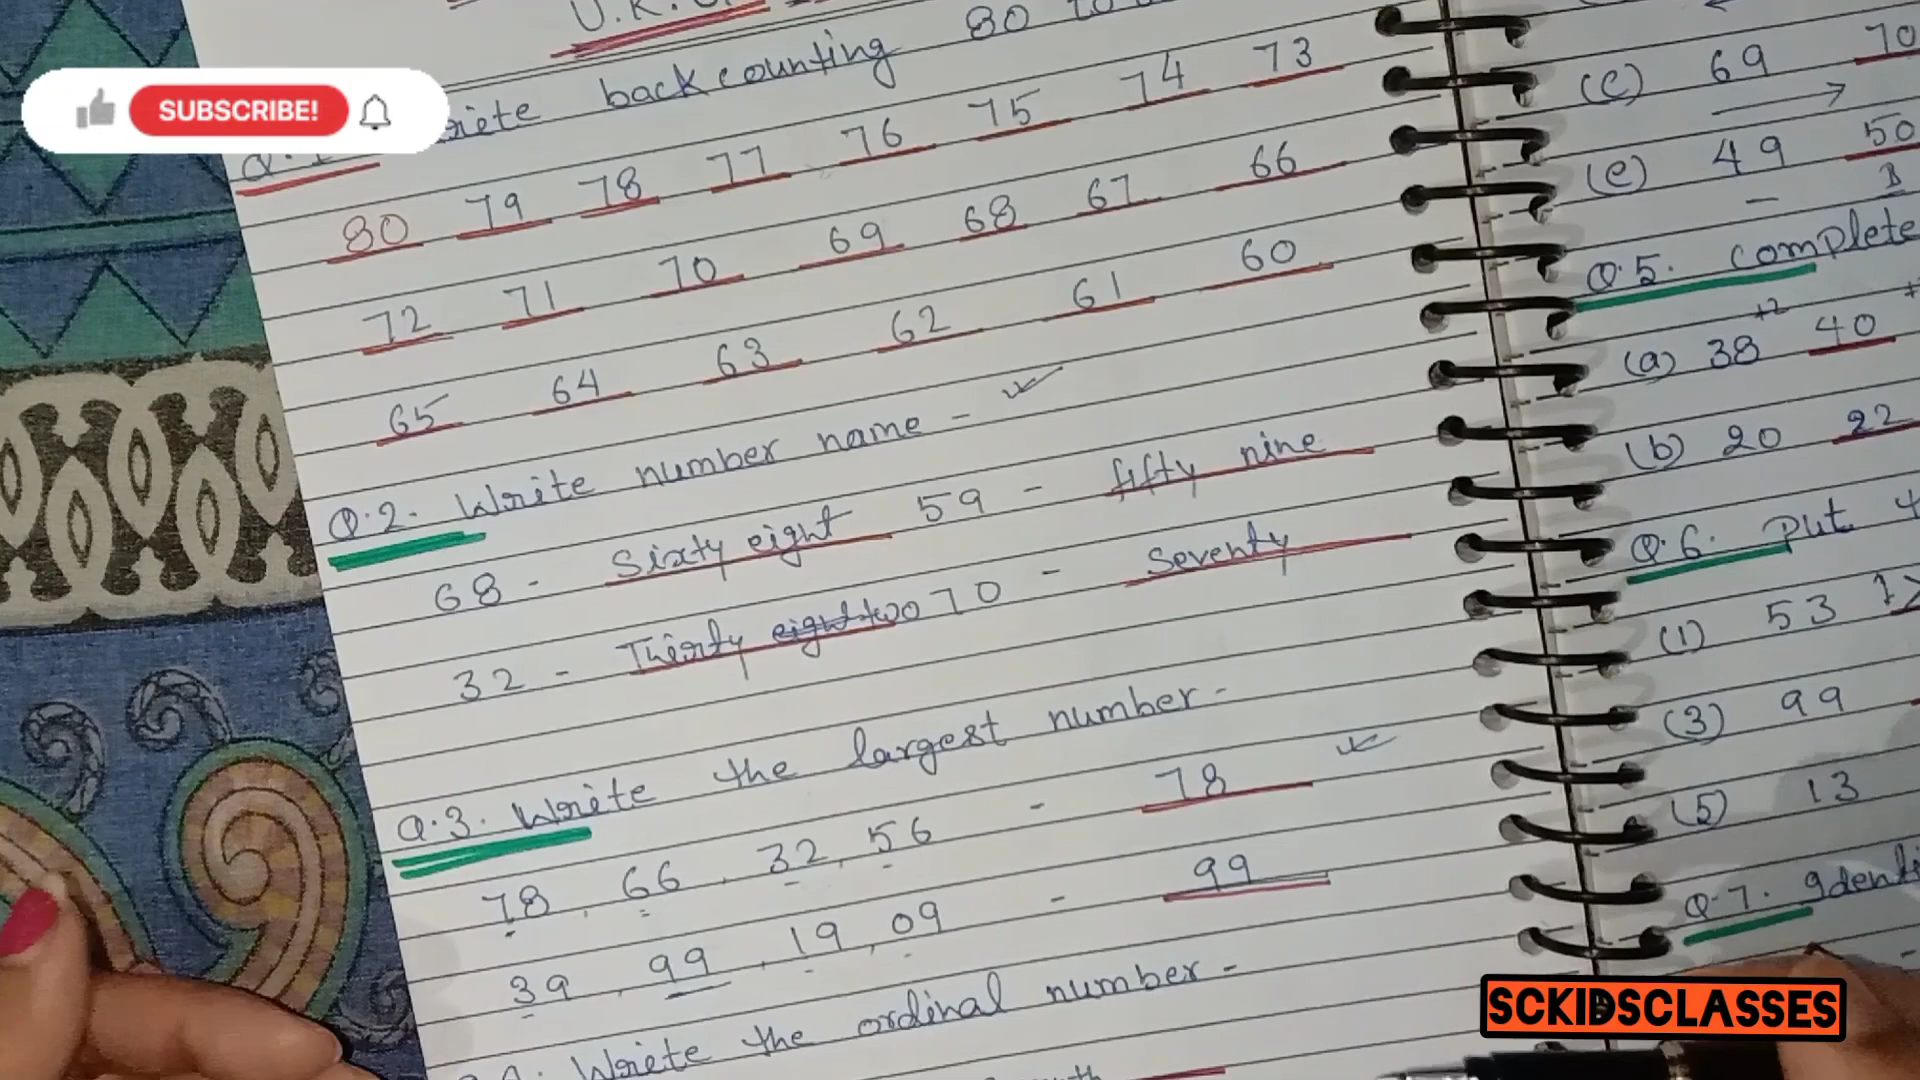 SUBSCRIBE!
U.K.G
Q.1 Write back counting 80 to
80 79 78 77 76 75 74 73
72 71 70 69 68 67 66
65 64 63 62 61 60
Q.2. Write number name -
68 - Sixty eight 59 - fifty nine
32 - Thirty eight two 70 - Seventy
Q.3. Write the largest number -
78, 66, 32, 56 - 78
39, 99, 19, 09 - 99
Write the ordinal number -
(c) 69 70
(e) 49 50
B
Q.5. Complete
(a) 38 +2 40
(b) 20 22
Q.6. Put
(1) 53
(3) 99
(5) 13
Q.7.
SCKIDSCLASSES